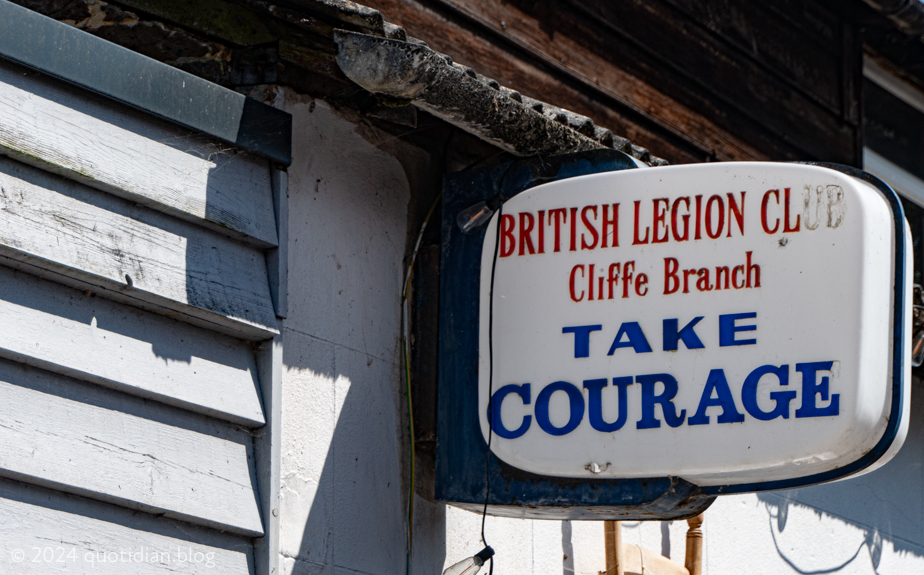 BRITISH LEGION CLUB
Cliffe Branch
TAKE
COURAGE
© 2024 quotidian.blog